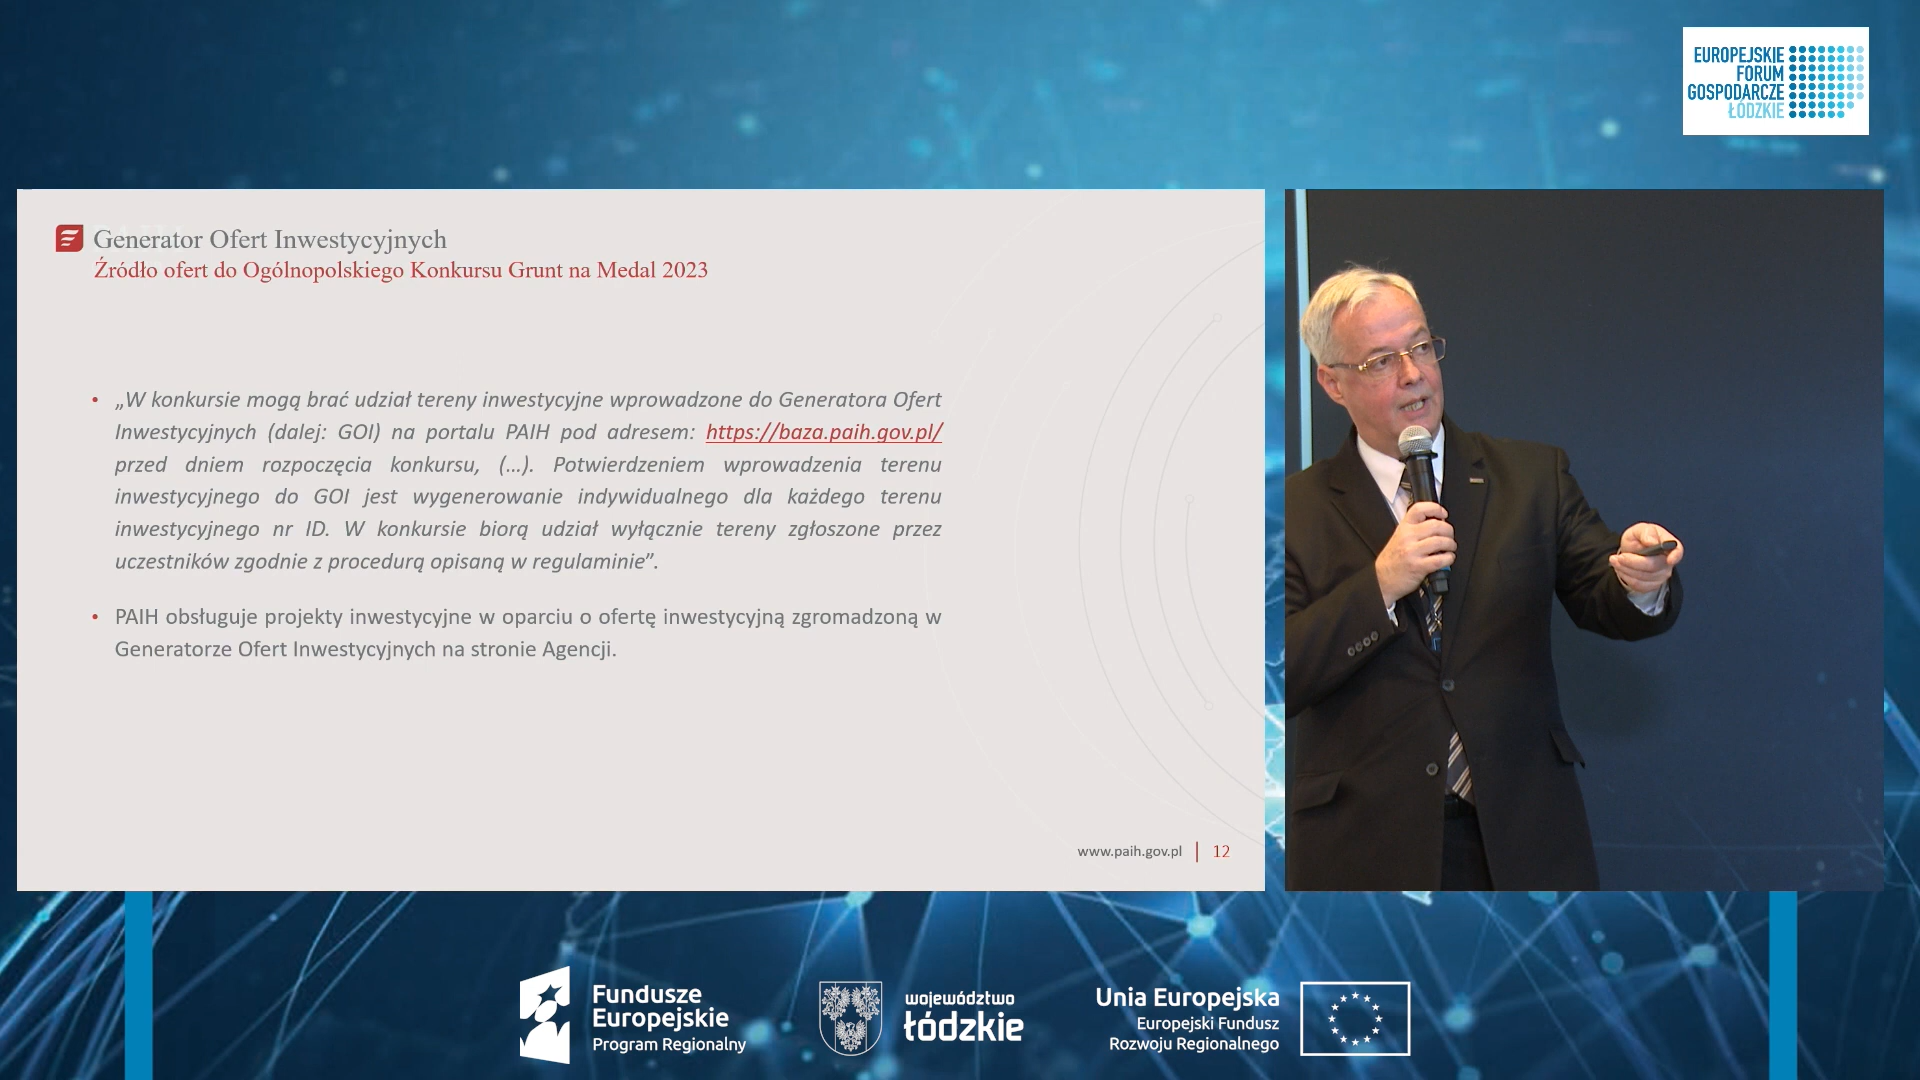 EUROPEJSKIE
FORUM
GOSPODARCZE
ŁÓDZKIE
Generator Ofert Inwestycyjnych
Źródło ofert do Ogólnopolskiego Konkursu Grunt na Medal 2023
• „W konkursie mogą brać udział tereny inwestycyjne wprowadzone do Generatora Ofert
Inwestycyjnych (dalej: GOI) na portalu PAIH pod adresem: https://baza.paih.gov.pl/
przed dniem rozpoczęcia konkursu, (…). Potwierdzeniem wprowadzenia terenu
inwestycyjnego do GOI jest wygenerowanie indywidualnego dla każdego terenu
inwestycyjnego nr ID. W konkursie biorą udział wyłącznie tereny zgłoszone przez
uczestników zgodnie z procedurą opisaną w regulaminie”.
• PAIH obsługuje projekty inwestycyjne w oparciu o ofertę inwestycyjną zgromadzoną w
Generatorze Ofert Inwestycyjnych na stronie Agencji.
www.paih.gov.pl | 12
Fundusze
Europejskie
Program Regionalny
województwo
łódzkie
Unia Europejska
Europejski Fundusz
Rozwoju Regionalnego